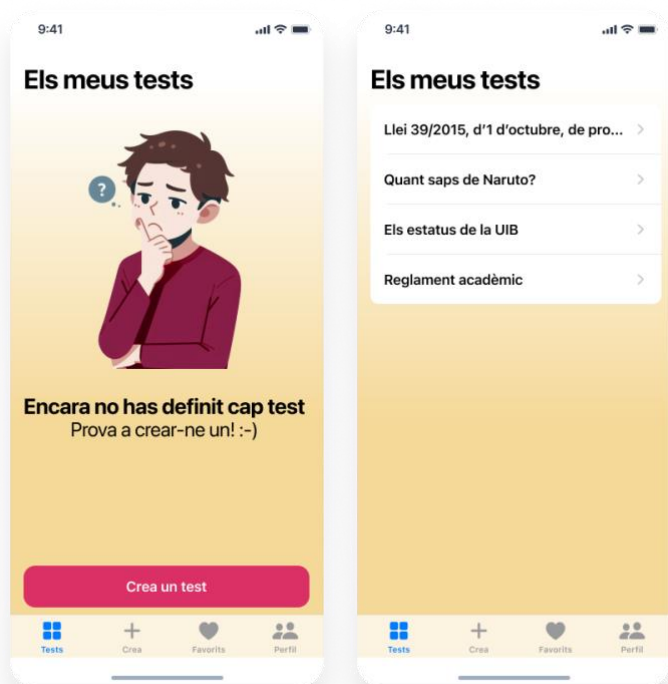 9:41
Els meus tests
?
Encara no has definit cap test
Prova a crear-ne un! :-)
Crea un test
Tests Crea Favorits Perfil
9:41
Els meus tests
Llei 39/2015, d'1 d'octubre, de pro...
Quant saps de Naruto?
Els estatus de la UIB
Reglament acadèmic
Tests Crea Favorits Perfil